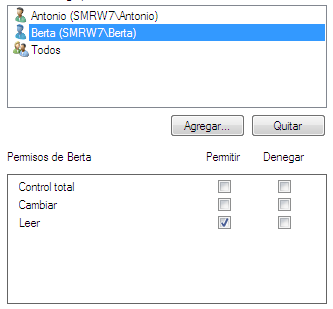 Antonio (SMRW7\Antonio)
Berta (SMRW7\Berta)
Todos
Agregar... Quitar
Permisos de Berta Permitir Denegar
Control total
Cambiar
Leer